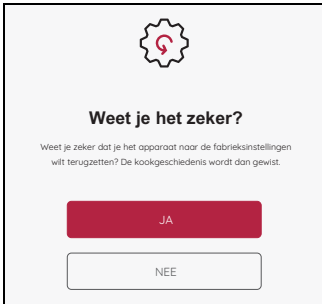 Weet je het zeker?
Weet je zeker dat je het apparaat naar de fabrieksinstellingen
wilt terugzetten? De kookgeschiedenis wordt dan gewist.
JA
NEE